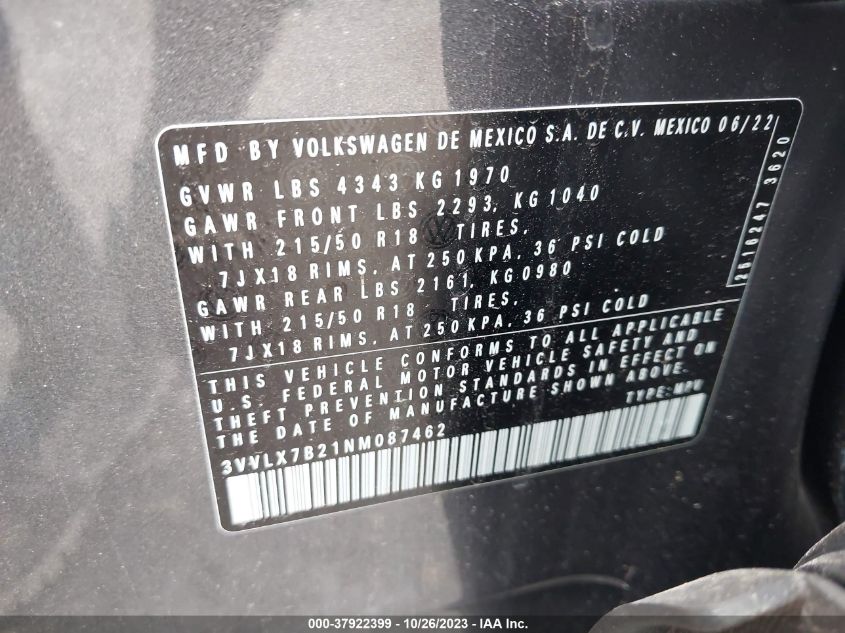 MFD BY VOLKSWAGEN DE MEXICO S.A. DE C.V. MEXICO 06/22
GVWR LBS 4343 KG 1970
GAWR FRONT LBS 2293, KG 1040
WITH 215/50 R18 TIRES,
7JX18 RIMS, AT 250 KPA, 36 PSI COLD
GAWR REAR LBS 2161, KG 0980
WITH 215/50 R18 TIRES,
7JX18 RIMS, AT 250 KPA, 36 PSI COLD
THIS VEHICLE CONFORMS TO ALL APPLICABLE
U.S. FEDERAL MOTOR VEHICLE SAFETY AND
THEFT PREVENTION STANDARDS IN EFFECT ON
THE DATE OF MANUFACTURE SHOWN ABOVE.
TYPE: MPV
3VVLX7B21NM087462
2616247 3620
000-37922399 - 10/26/2023 - IAA Inc.